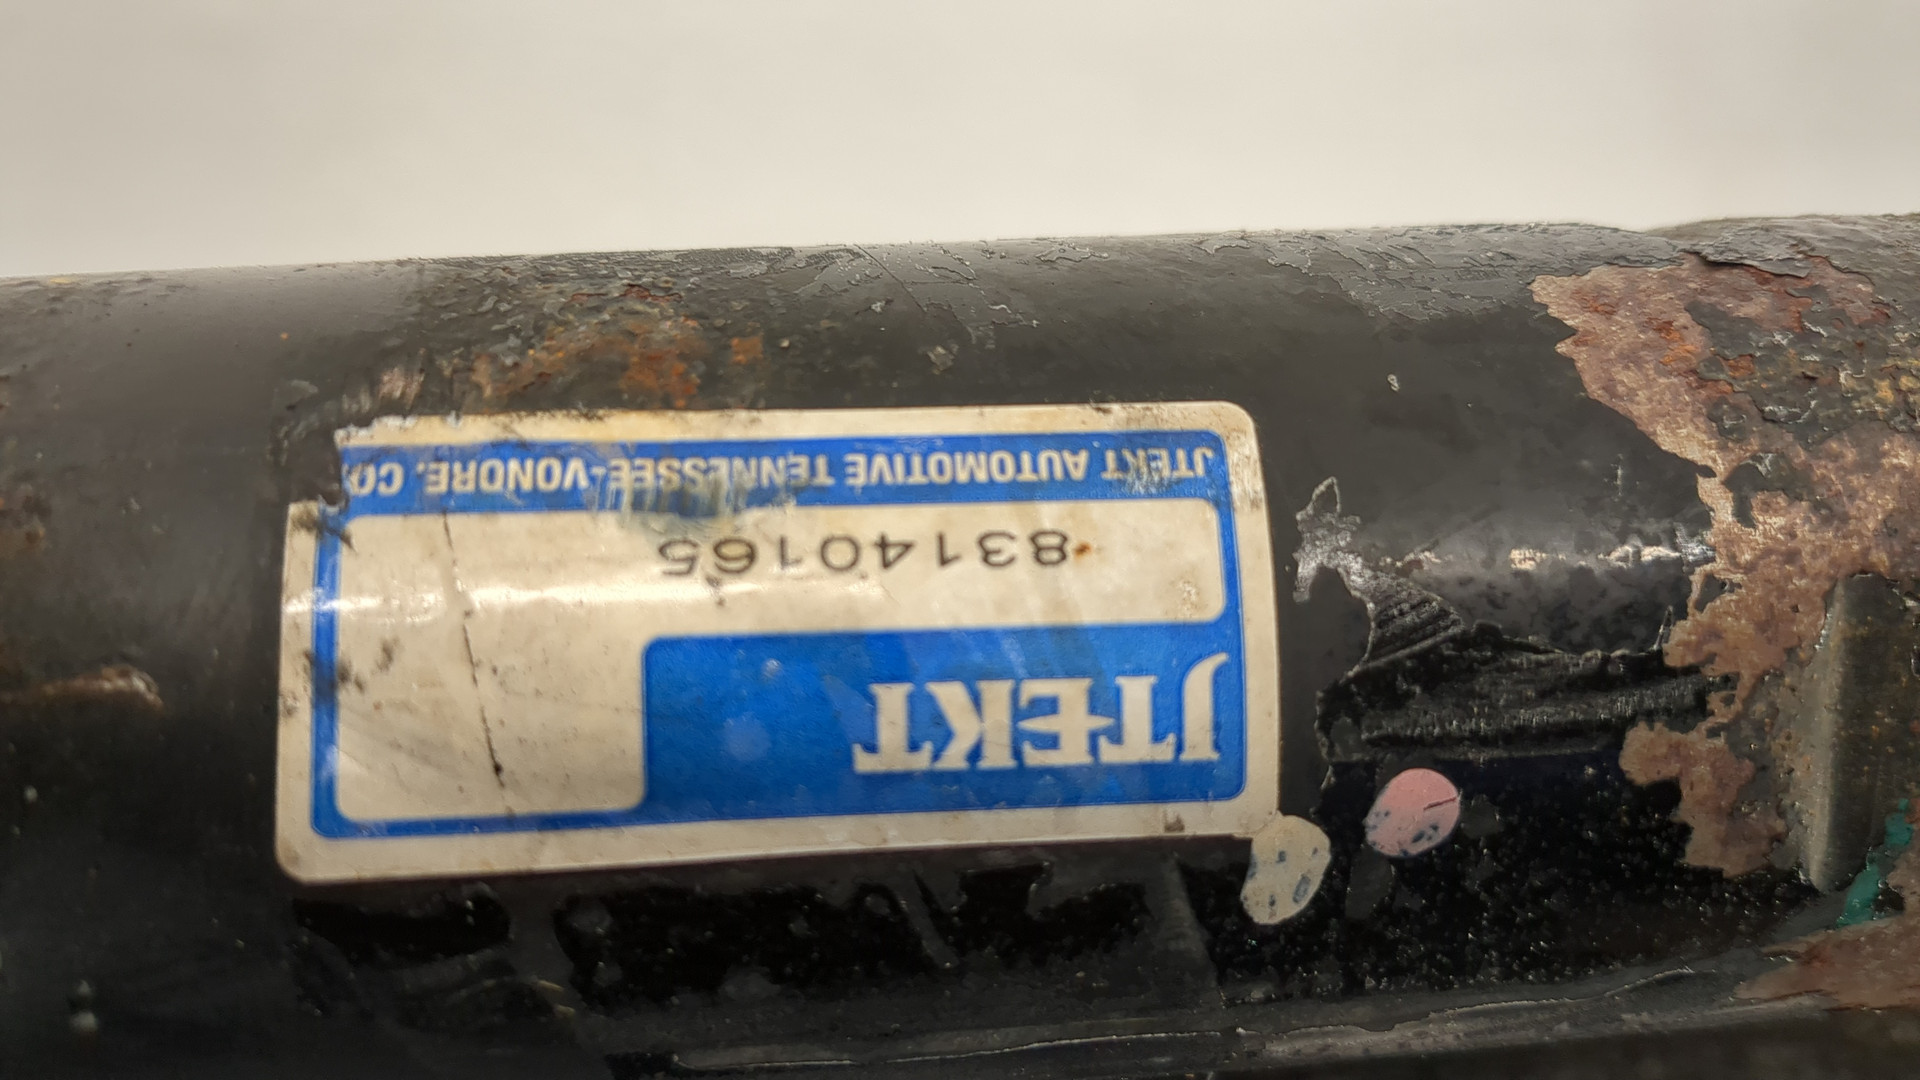 JTEKT
83140165
JTEKT AUTOMOTIVE TENNESSEE-VONORE, CO.